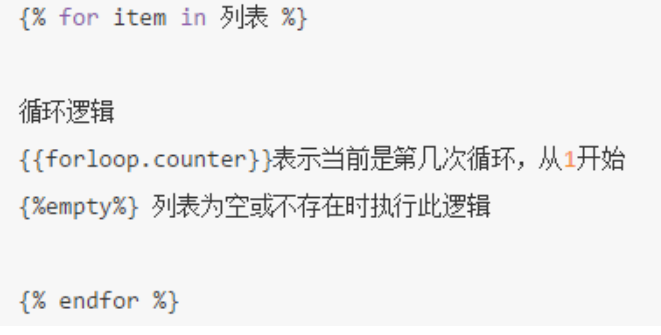 {% for item in 列表 %}
循环逻辑
{{forloop.counter}}表示当前是第几次循环，从1开始
{%empty%} 列表为空或不存在时执行此逻辑
{% endfor %}